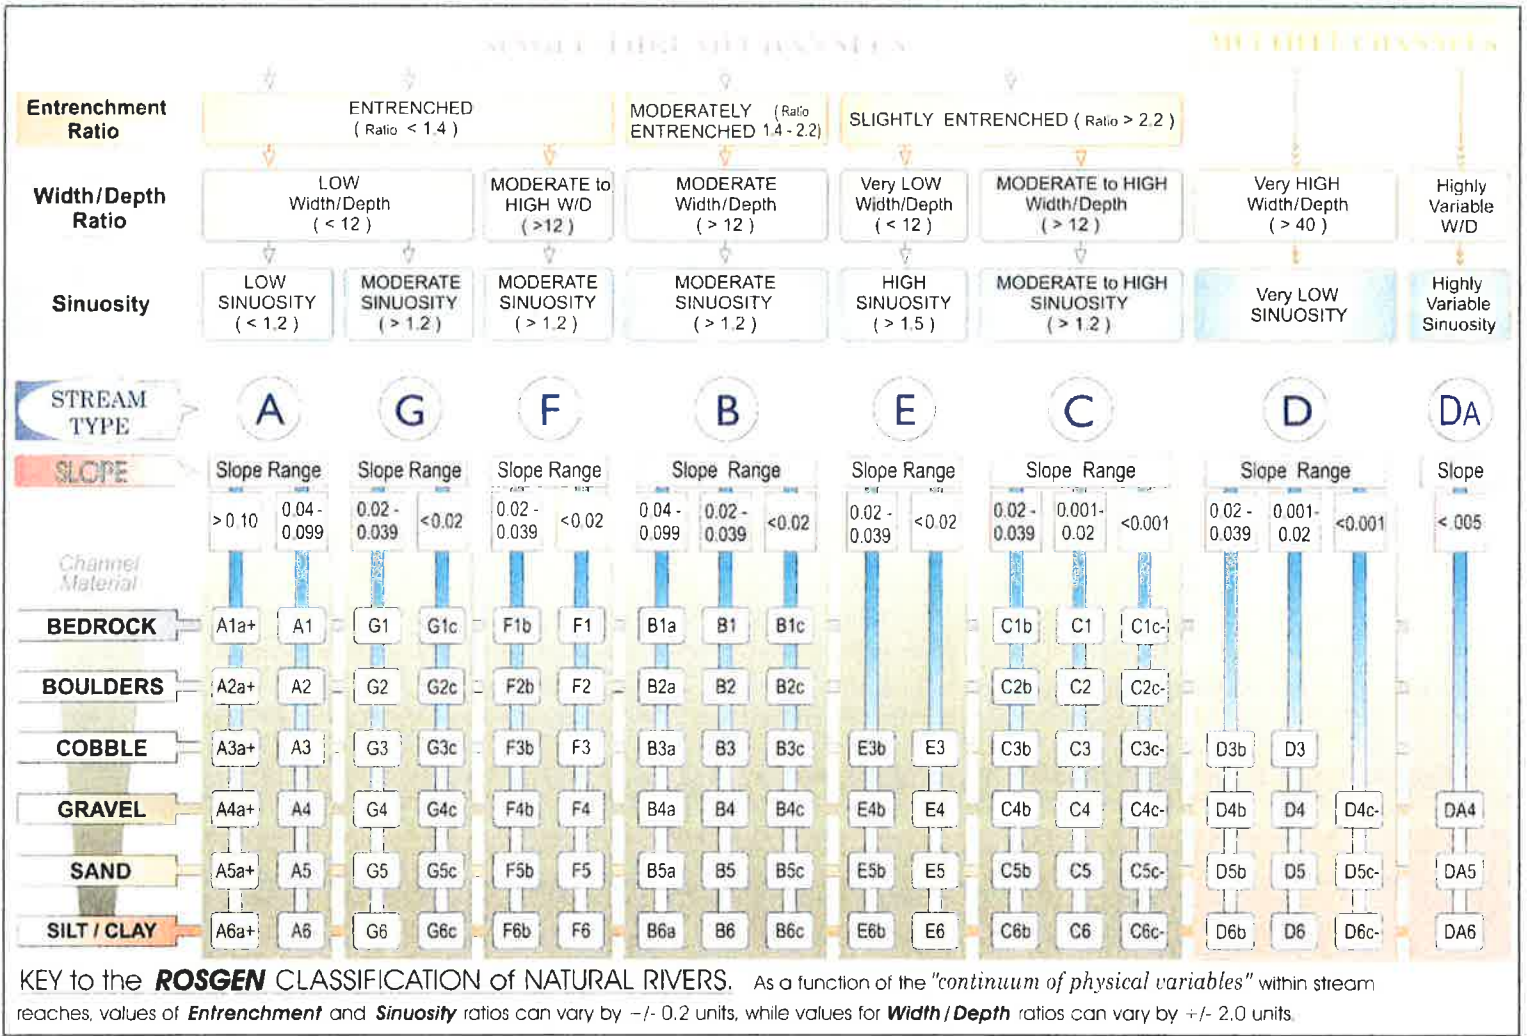 SINGLE-THREAD CHANNELS
MULTIPLE CHANNELS
Entrenchment
Ratio
ENTRENCHED
( Ratio < 1.4 )
MODERATELY (Ratio
ENTRENCHED 1.4 - 2.2)
SLIGHTLY ENTRENCHED ( Ratio > 2.2 )
Width/Depth
Ratio
LOW
Width/Depth
( < 12 )
MODERATE to
HIGH W/D
( >12 )
MODERATE
Width/Depth
( > 12 )
Very LOW
Width/Depth
( < 12 )
MODERATE to HIGH
Width/Depth
( > 12 )
Very HIGH
Width/Depth
( > 40 )
Highly
Variable
W/D
Sinuosity
LOW
SINUOSITY
( < 1.2 )
MODERATE
SINUOSITY
( > 1.2 )
MODERATE
SINUOSITY
( > 1.2 )
MODERATE
SINUOSITY
( > 1.2 )
HIGH
SINUOSITY
( > 1.5 )
MODERATE to HIGH
SINUOSITY
( > 1.2 )
Very LOW
SINUOSITY
Highly
Variable
Sinuosity
STREAM
TYPE
A G F B E C D DA
SLOPE
Slope Range Slope Range Slope Range Slope Range Slope Range Slope Range Slope Range Slope
> 0.10 0.04 - 0.099 0.02 - 0.039 <0.02 0.02 - 0.039 <0.02 0.04 - 0.099 0.02 - 0.039 <0.02 0.02 - 0.039 <0.02 0.02 - 0.039 0.001- 0.02 <0.001 0.02 - 0.039 0.001- 0.02 <0.001 <.005
Channel
Material
BEDROCK A1a+ A1 G1 G1c F1b F1 B1a B1 B1c C1b C1 C1c-
BOULDERS A2a+ A2 G2 G2c F2b F2 B2a B2 B2c C2b C2 C2c-
COBBLE A3a+ A3 G3 G3c F3b F3 B3a B3 B3c E3b E3 C3b C3 C3c- D3b D3
GRAVEL A4a+ A4 G4 G4c F4b F4 B4a B4 B4c E4b E4 C4b C4 C4c- D4b D4 D4c- DA4
SAND A5a+ A5 G5 G5c F5b F5 B5a B5 B5c E5b E5 C5b C5 C5c- D5b D5 D5c- DA5
SILT / CLAY A6a+ A6 G6 G6c F6b F6 B6a B6 B6c E6b E6 C6b C6 C6c- D6b D6 D6c- DA6
KEY to the ROSGEN CLASSIFICATION of NATURAL RIVERS. As a function of the "continuum of physical variables" within stream
reaches, values of Entrenchment and Sinuosity ratios can vary by +/- 0.2 units, while values for Width / Depth ratios can vary by +/- 2.0 units.